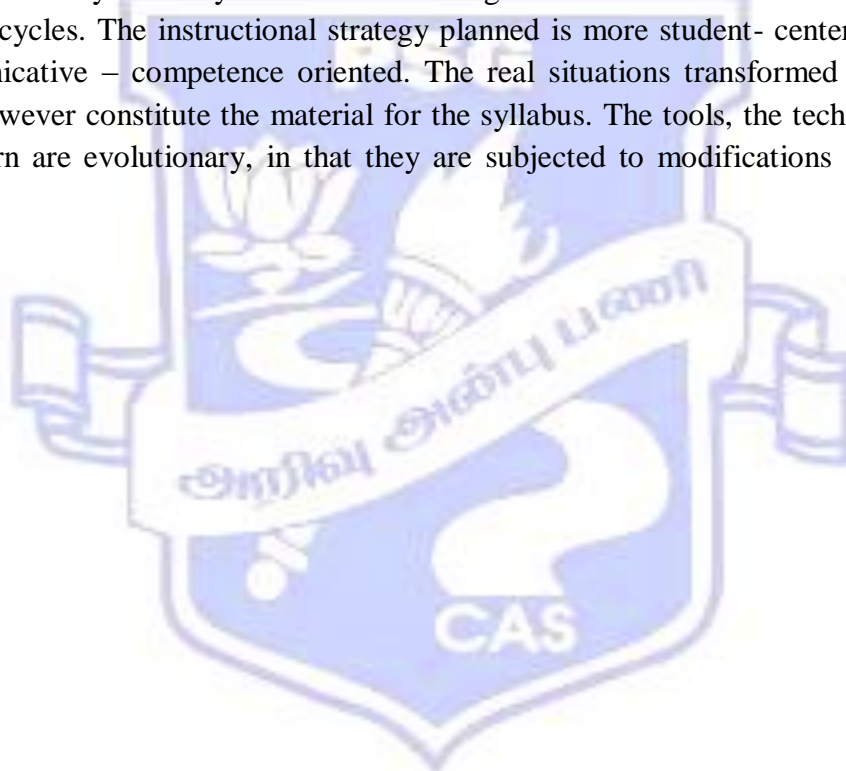 cycles. The instructional strategy planned is more student- center
nicative – competence oriented. The real situations transformed
wever constitute the material for the syllabus. The tools, the tech
rn are evolutionary, in that they are subjected to modifications
PSG
அறிவு அன்பு பணி
CAS